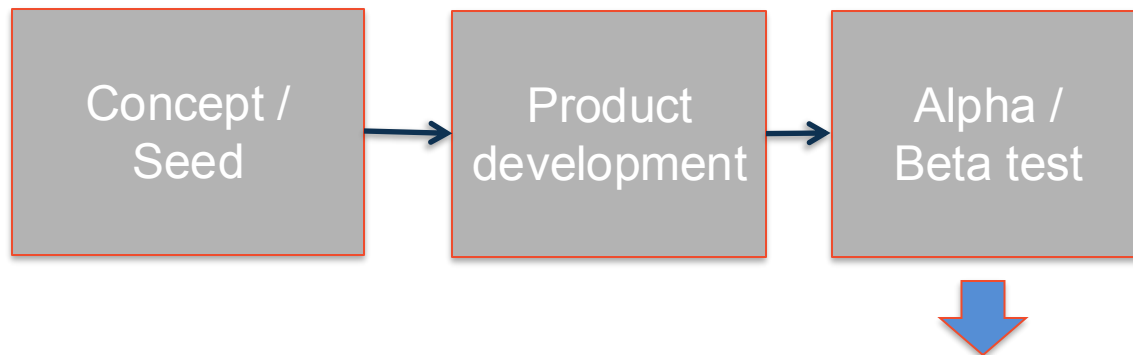 Concept /
Seed
Product
development
Alpha /
Beta test